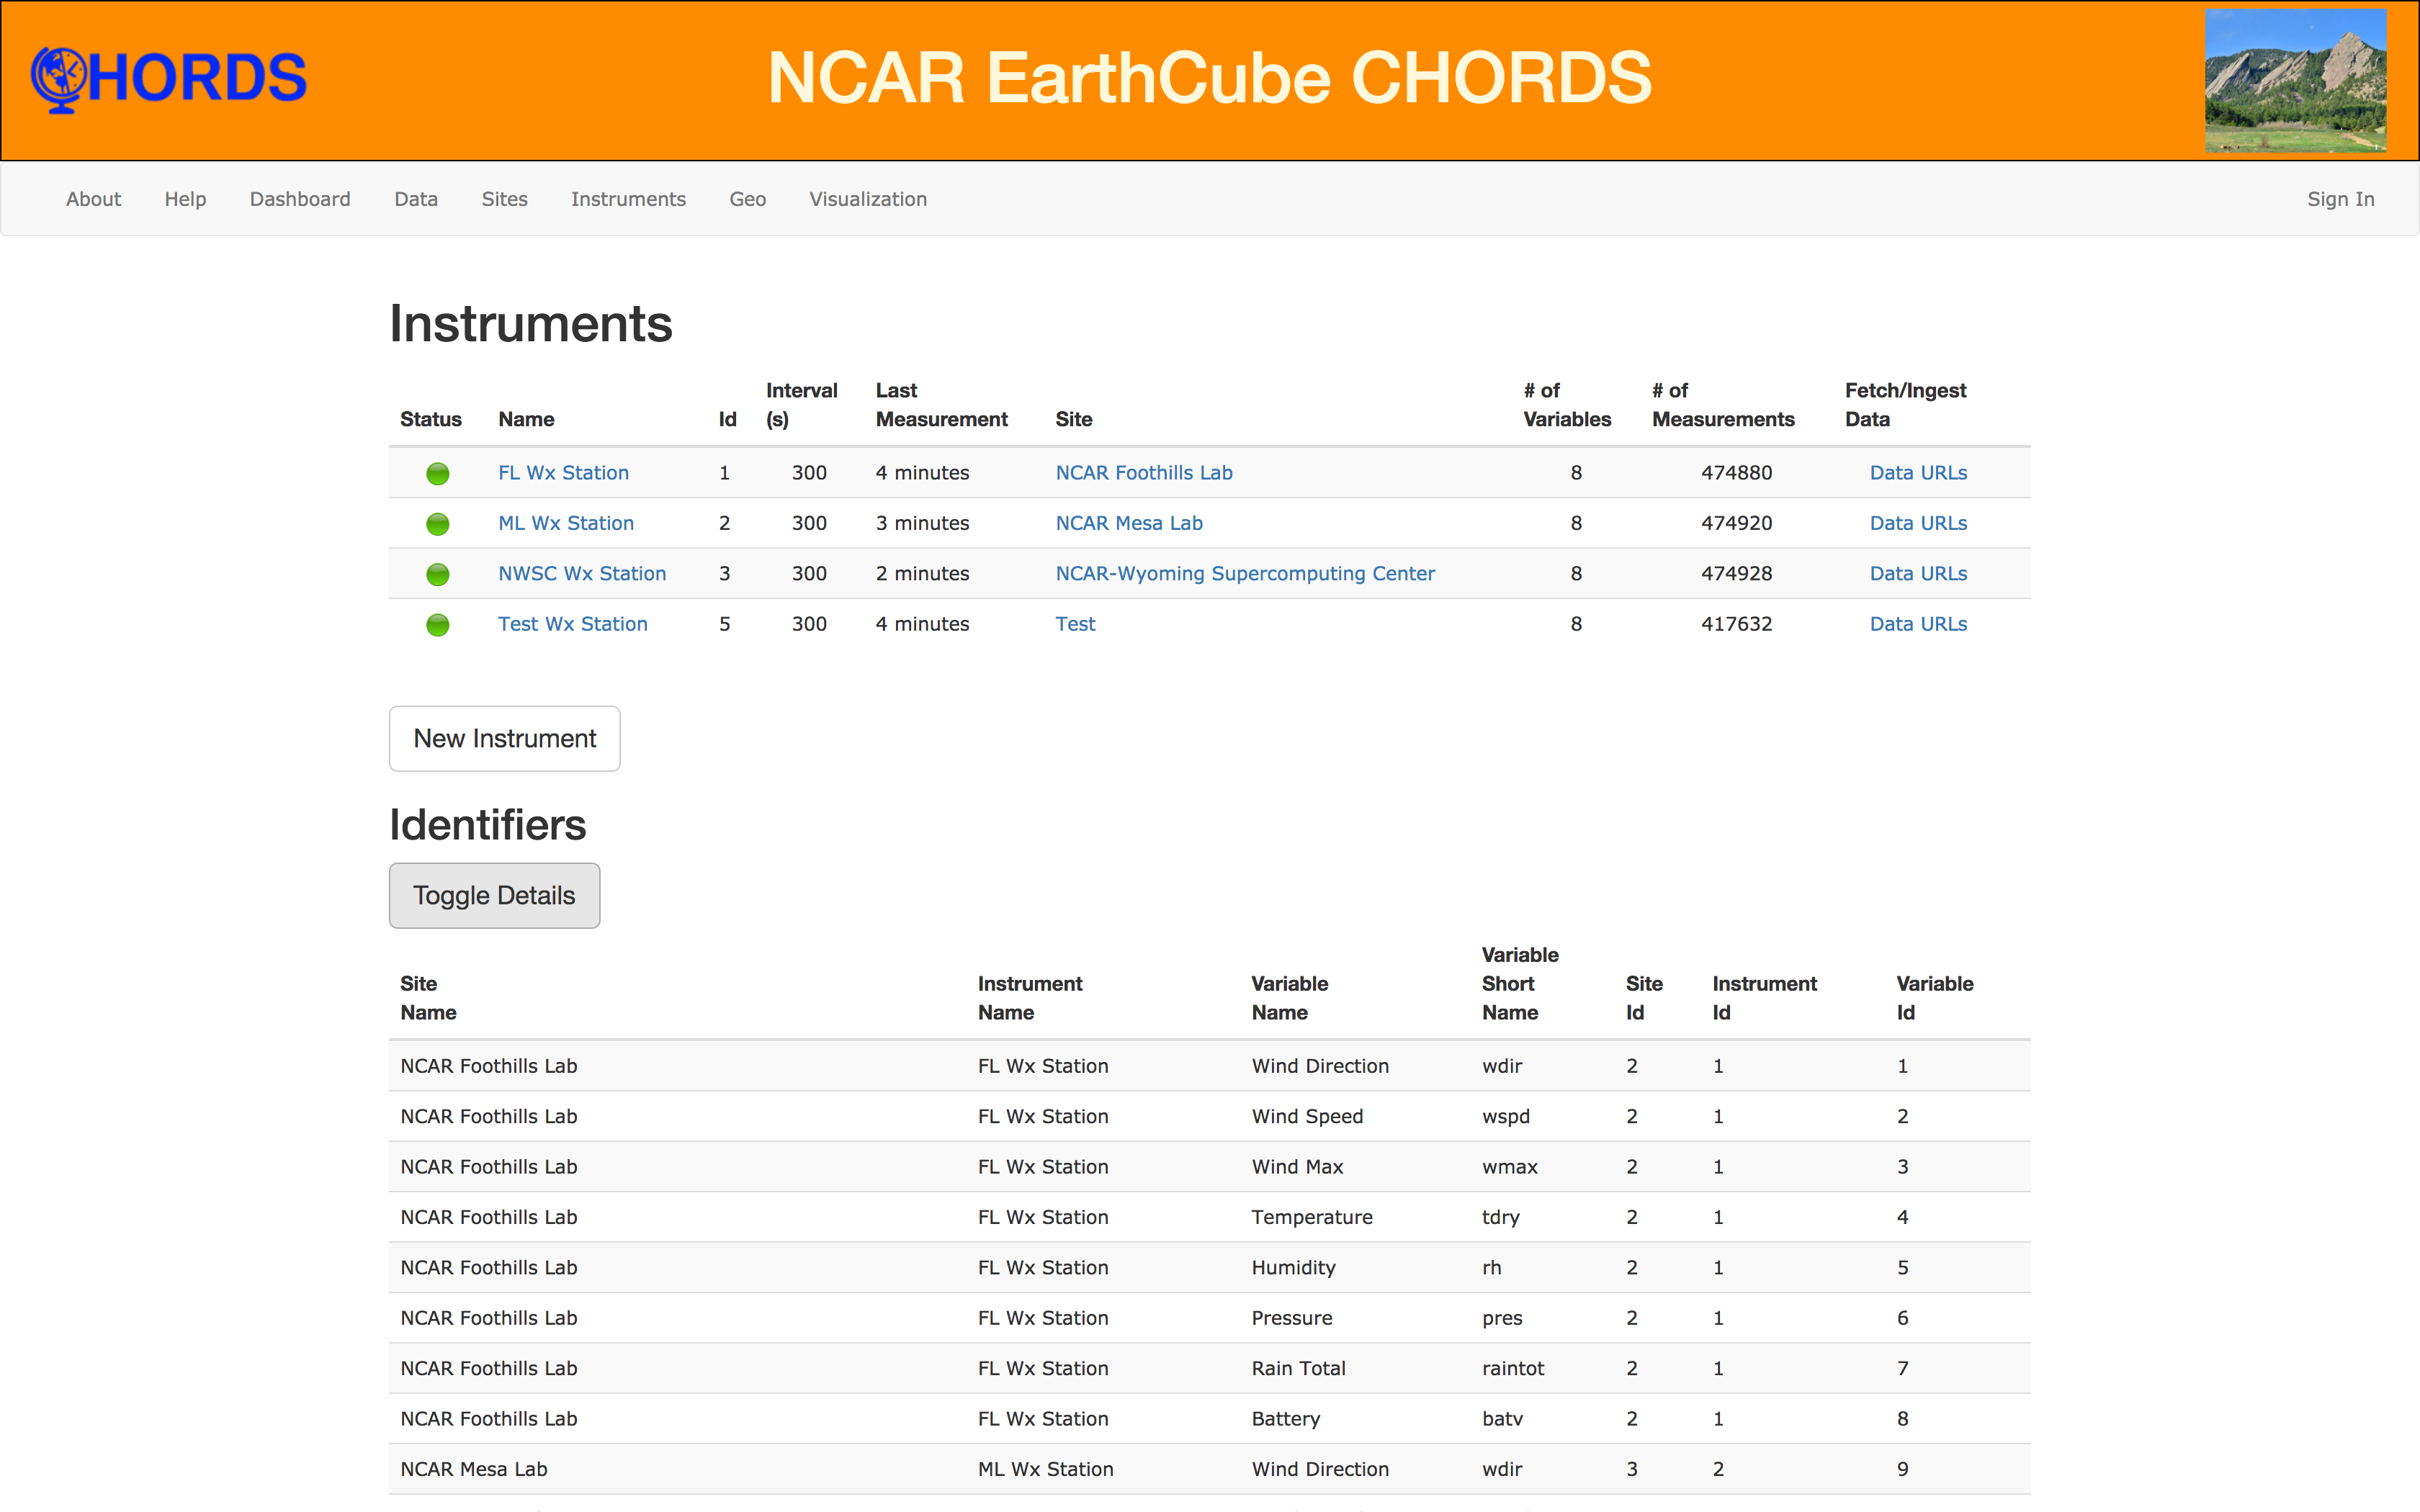 CHORDS
NCAR EarthCube CHORDS
About Help Dashboard Data Sites Instruments Geo Visualization Sign In
Instruments
Status Name Id Interval (s) Last Measurement Site # of Variables # of Measurements Fetch/Ingest Data
FL Wx Station 1 300 4 minutes NCAR Foothills Lab 8 474880 Data URLs
ML Wx Station 2 300 3 minutes NCAR Mesa Lab 8 474920 Data URLs
NWSC Wx Station 3 300 2 minutes NCAR-Wyoming Supercomputing Center 8 474928 Data URLs
Test Wx Station 5 300 4 minutes Test 8 417632 Data URLs
New Instrument
Identifiers
Toggle Details
Site Name Instrument Name Variable Name Variable Short Name Site Id Instrument Id Variable Id
NCAR Foothills Lab FL Wx Station Wind Direction wdir 2 1 1
NCAR Foothills Lab FL Wx Station Wind Speed wspd 2 1 2
NCAR Foothills Lab FL Wx Station Wind Max wmax 2 1 3
NCAR Foothills Lab FL Wx Station Temperature tdry 2 1 4
NCAR Foothills Lab FL Wx Station Humidity rh 2 1 5
NCAR Foothills Lab FL Wx Station Pressure pres 2 1 6
NCAR Foothills Lab FL Wx Station Rain Total raintot 2 1 7
NCAR Foothills Lab FL Wx Station Battery batv 2 1 8
NCAR Mesa Lab ML Wx Station Wind Direction wdir 3 2 9